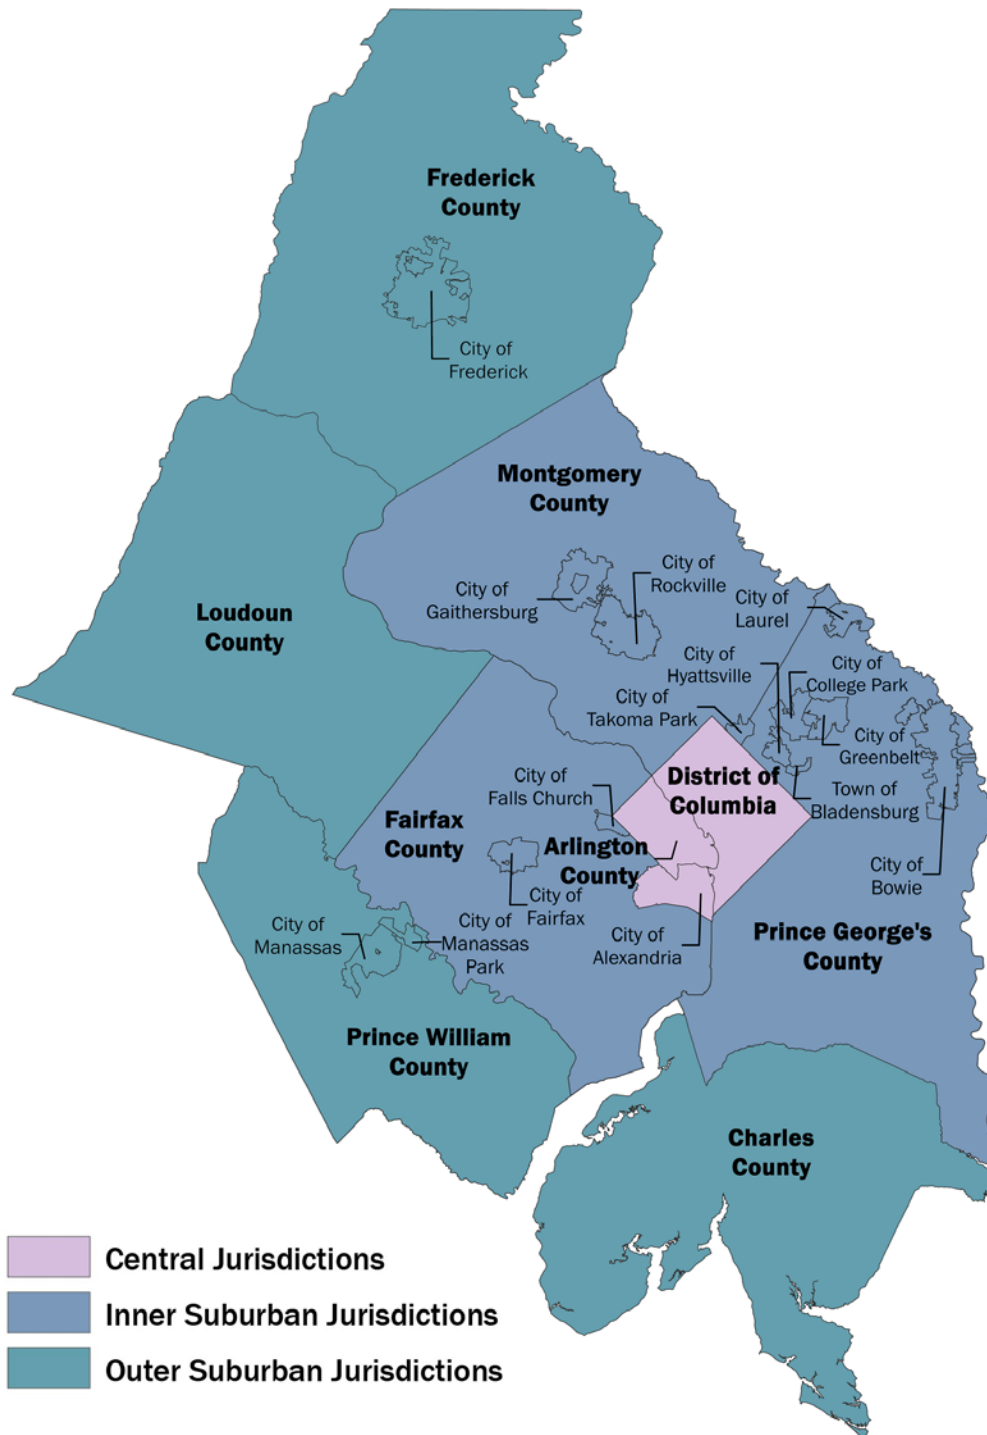 Frederick
County
City of
Frederick
Montgomery
County
City of
Rockville
City of
Gaithersburg
City of
Laurel
Loudoun
County
City of
Hyattsville
City of
College Park
City of
Takoma Park
City of
Greenbelt
District of
Columbia
City of
Falls Church
Town of
Bladensburg
Fairfax
County
Arlington
County
City of
Bowie
City of
Fairfax
City of
Manassas
City of
Manassas
Park
City of
Alexandria
Prince George's
County
Prince William
County
Charles
County
Central Jurisdictions
Inner Suburban Jurisdictions
Outer Suburban Jurisdictions